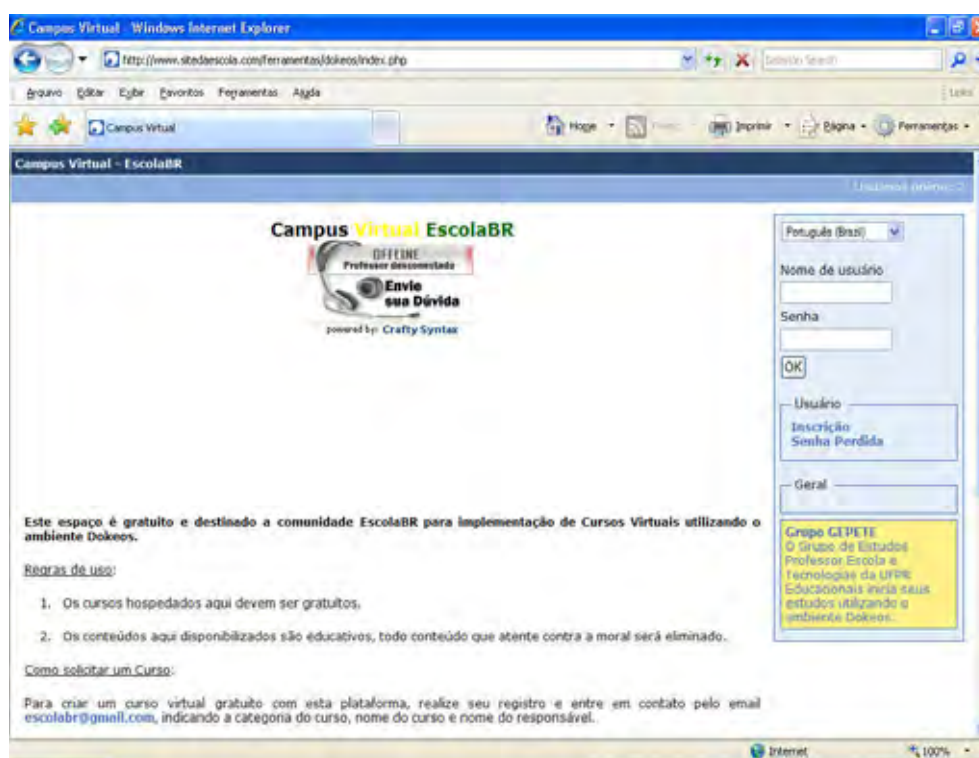 Campus Virtual - Windows Internet Explorer
http://www.sitedaescola.com/ferramentas/dokeos/index.php
Arquivo Editar Exibir Favoritos Ferramentas Ajuda
Links
Campus Virtual
Home
Imprimir
Página
Ferramentas
Campus Virtual - EscolaBR
Usuários online: 2
Campus Virtual EscolaBR
OFFLINE
Professor desconectado
Envie
sua Dúvida
powered by: Crafty Syntax
Português (Brasil)
Nome de usuário
Senha
OK
Usuário
Inscrição
Senha Perdida
Geral
Grupo GEPETE
O Grupo de Estudos
Professor Escola e
Tecnologias da UFPR
Educacionais inicia seus
estudos utilizando o
ambiente Dokeos.
Este espaço é gratuito e destinado a comunidade EscolaBR para implementação de Cursos Virtuais utilizando o
ambiente Dokeos.
Regras de uso:
1. Os cursos hospedados aqui devem ser gratuitos.
2. Os conteúdos aqui disponibilizados são educativos, todo conteúdo que atente contra a moral será eliminado.
Como solicitar um Curso:
Para criar um curso virtual gratuito com esta plataforma, realize seu registro e entre em contato pelo email
escolabr@gmail.com, indicando a categoria do curso, nome do curso e nome do responsável.
Internet
100%